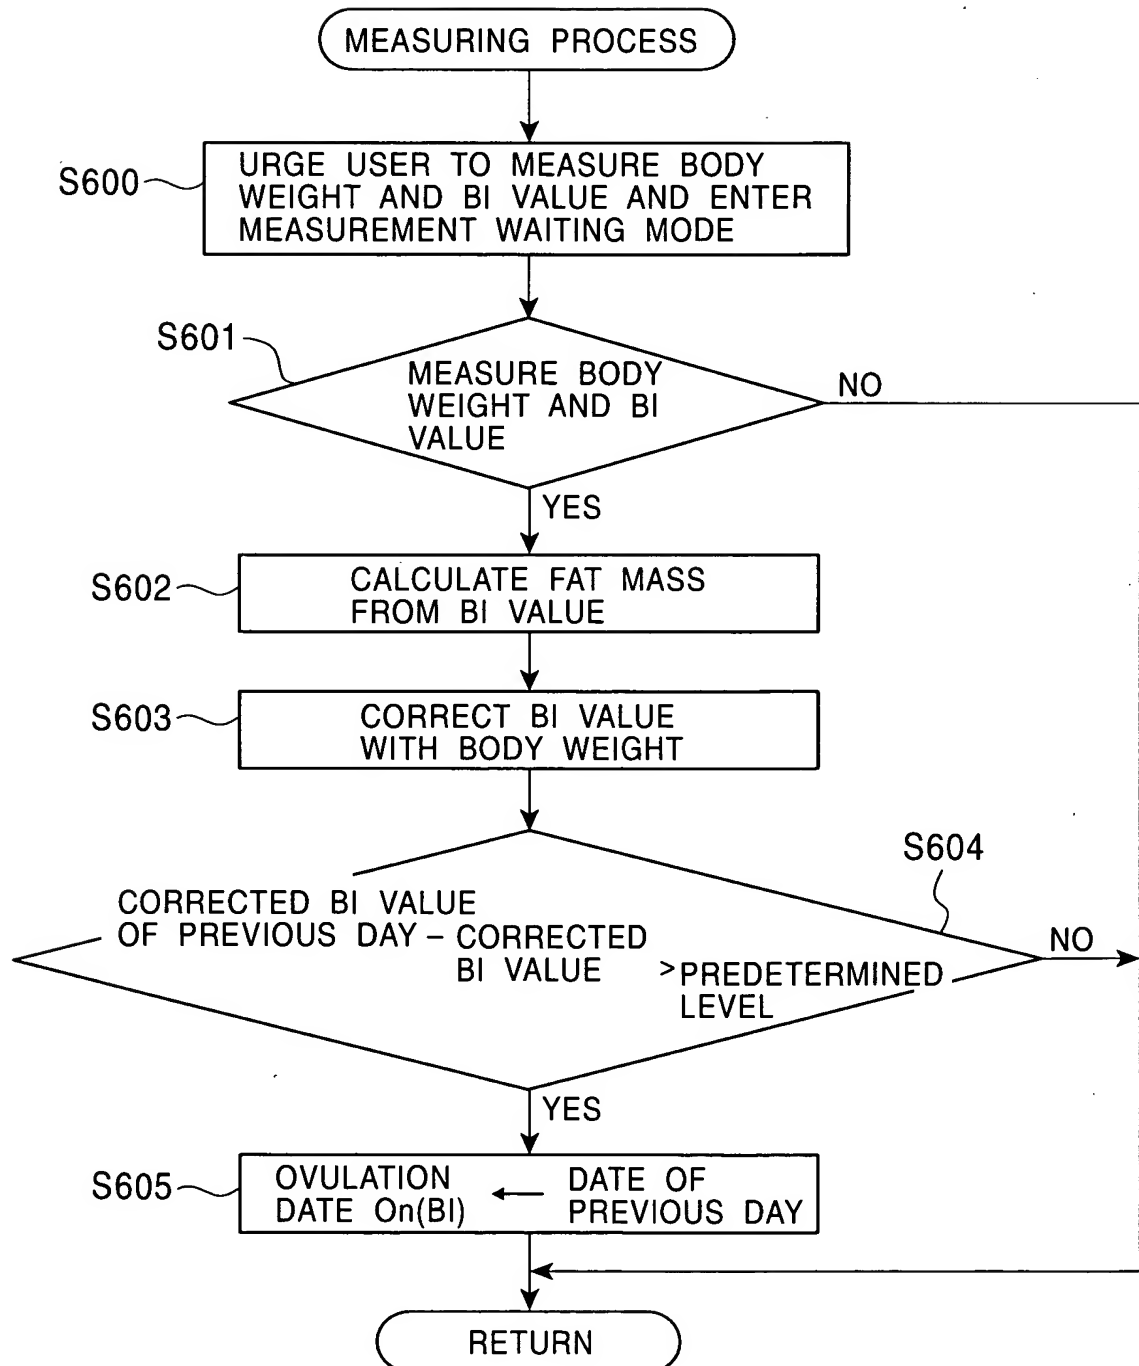 MEASURING PROCESS
S600
URGE USER TO MEASURE BODY
WEIGHT AND BI VALUE AND ENTER
MEASUREMENT WAITING MODE
S601
MEASURE BODY
WEIGHT AND BI
VALUE
NO
YES
S602
CALCULATE FAT MASS
FROM BI VALUE
S603
CORRECT BI VALUE
WITH BODY WEIGHT
S604
CORRECTED BI VALUE
OF PREVIOUS DAY – CORRECTED
BI VALUE
> PREDETERMINED
LEVEL
NO
YES
S605
OVULATION
DATE On(BI)
←
DATE OF
PREVIOUS DAY
RETURN